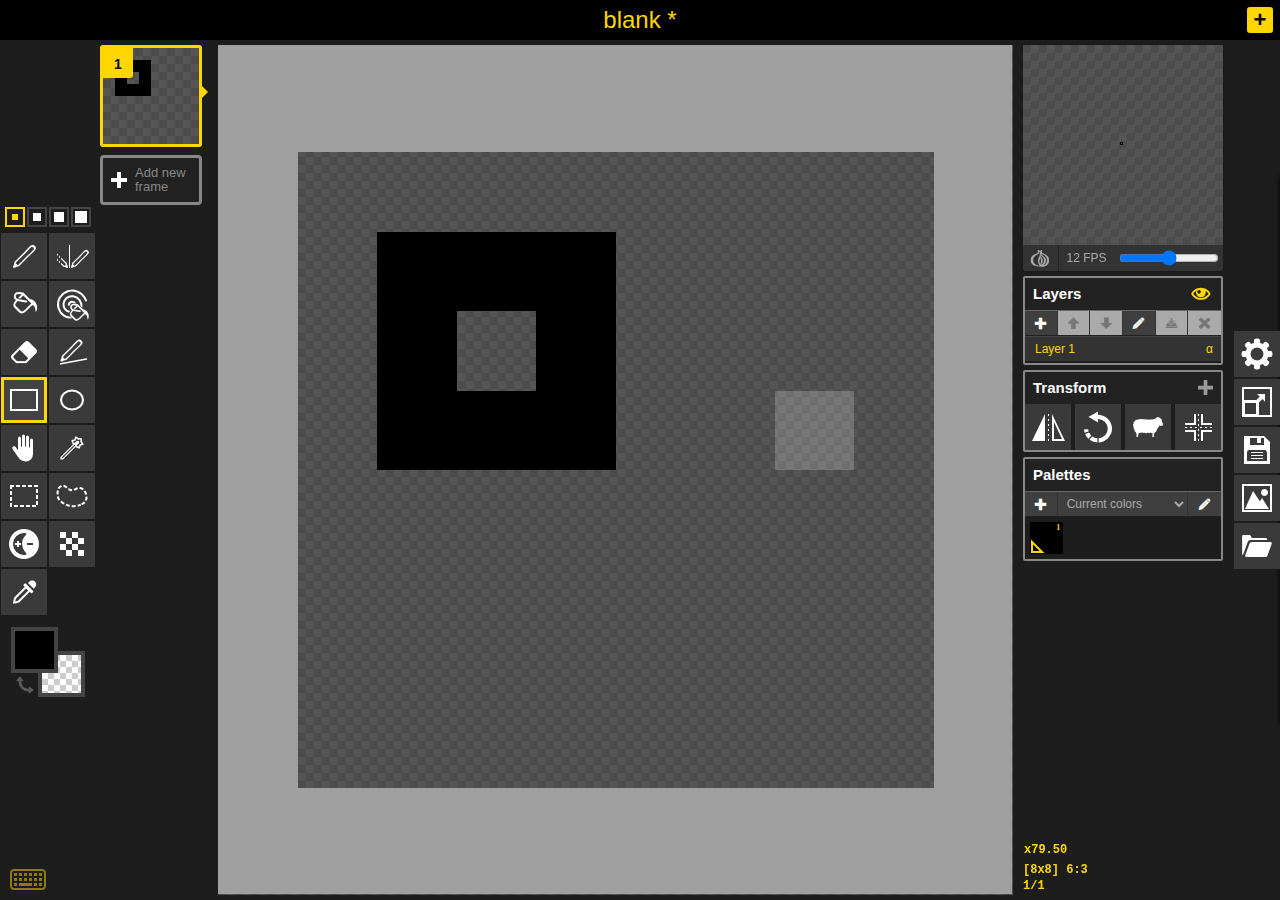 blank *
+
1
Add new
frame
12 FPS
Layers
Layer 1
α
Transform
Palettes
Current colors
1
x79.50
[8x8] 6:3
1/1